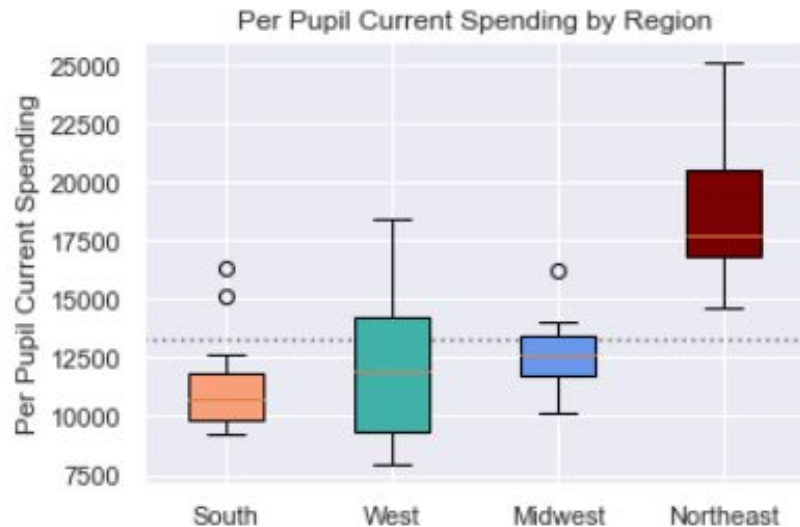 Per Pupil Current Spending by Region
Per Pupil Current Spending
25000
22500
20000
17500
15000
12500
10000
7500
South West Midwest Northeast